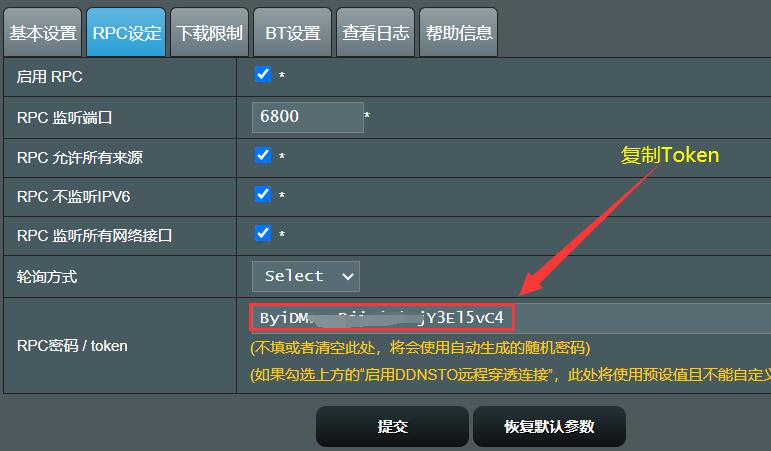 基本设置 RPC设定 下载限制 BT设置 查看日志 帮助信息
启用 RPC *
RPC 监听端口 6800 *
RPC 允许所有来源 *
复制Token
RPC 不监听IPV6 *
RPC 监听所有网络接口 *
轮询方式 Select
ByiDM jY3El5vC4
RPC密码 / token
(不填或者清空此处，将会使用自动生成的随机密码)
(如果勾选上方的“启用DDNSTO远程穿透连接”，此处将使用预设值且不能自定义
提交 恢复默认参数